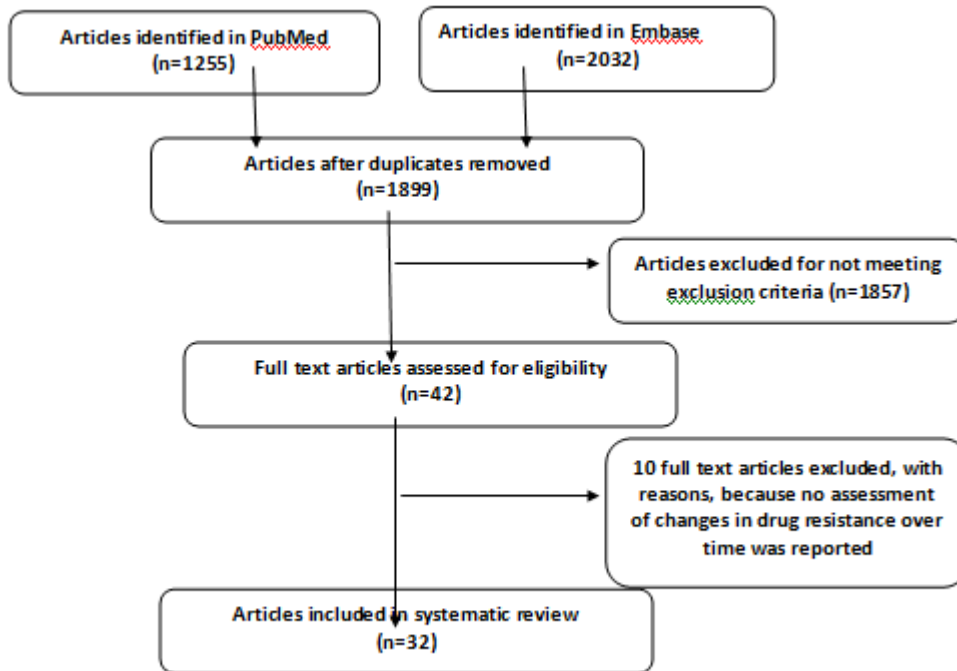 Articles identified in PubMed
(n=1255)
Articles identified in Embase
(n=2032)
Articles after duplicates removed
(n=1899)
Articles excluded for not meeting
exclusion criteria (n=1857)
Full text articles assessed for eligibility
(n=42)
10 full text articles excluded, with
reasons, because no assessment
of changes in drug resistance over
time was reported
Articles included in systematic review
(n=32)